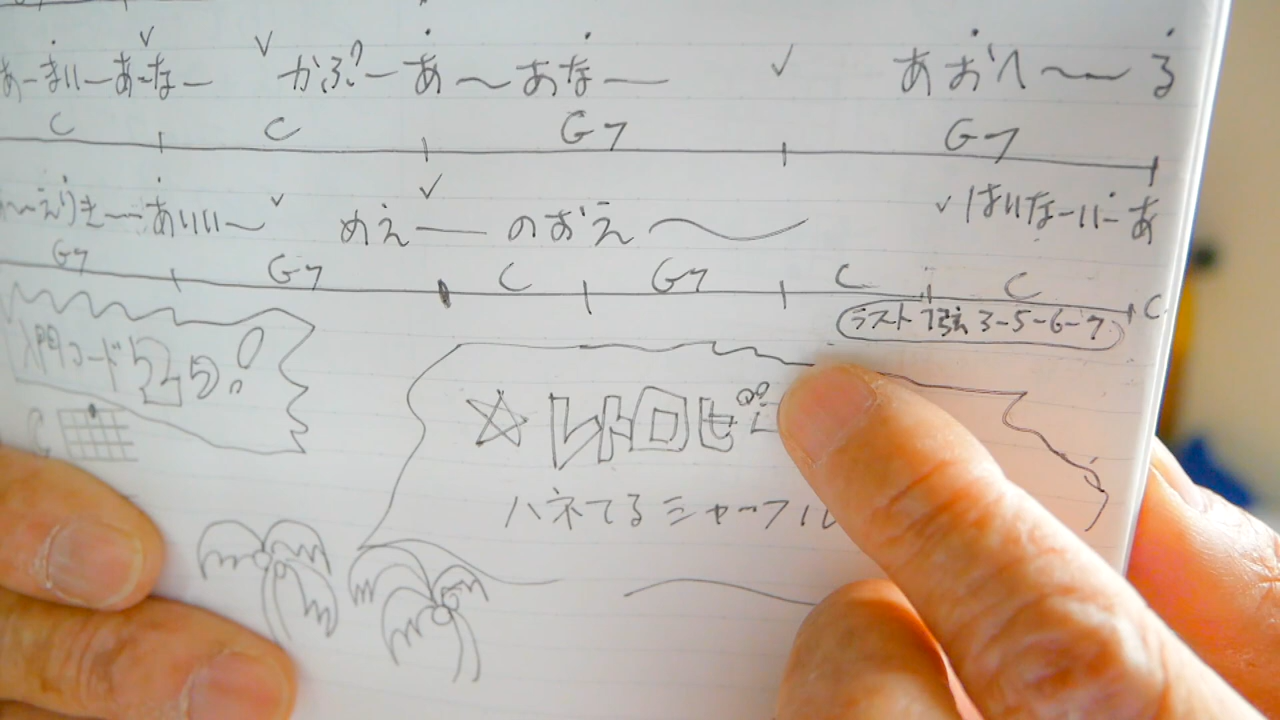 あーまいーあーなー かふ?ーあ〜おなー あおへ〜る
C C G7 G7
〜えりきーあいいー めえーのおえ〜 はいなーいーあ
G7 G7 C G7 C C C
ラスト1弦 3-5-6-7
入門コード2つ!
☆レトロビ
C
ハネてるシャッフル